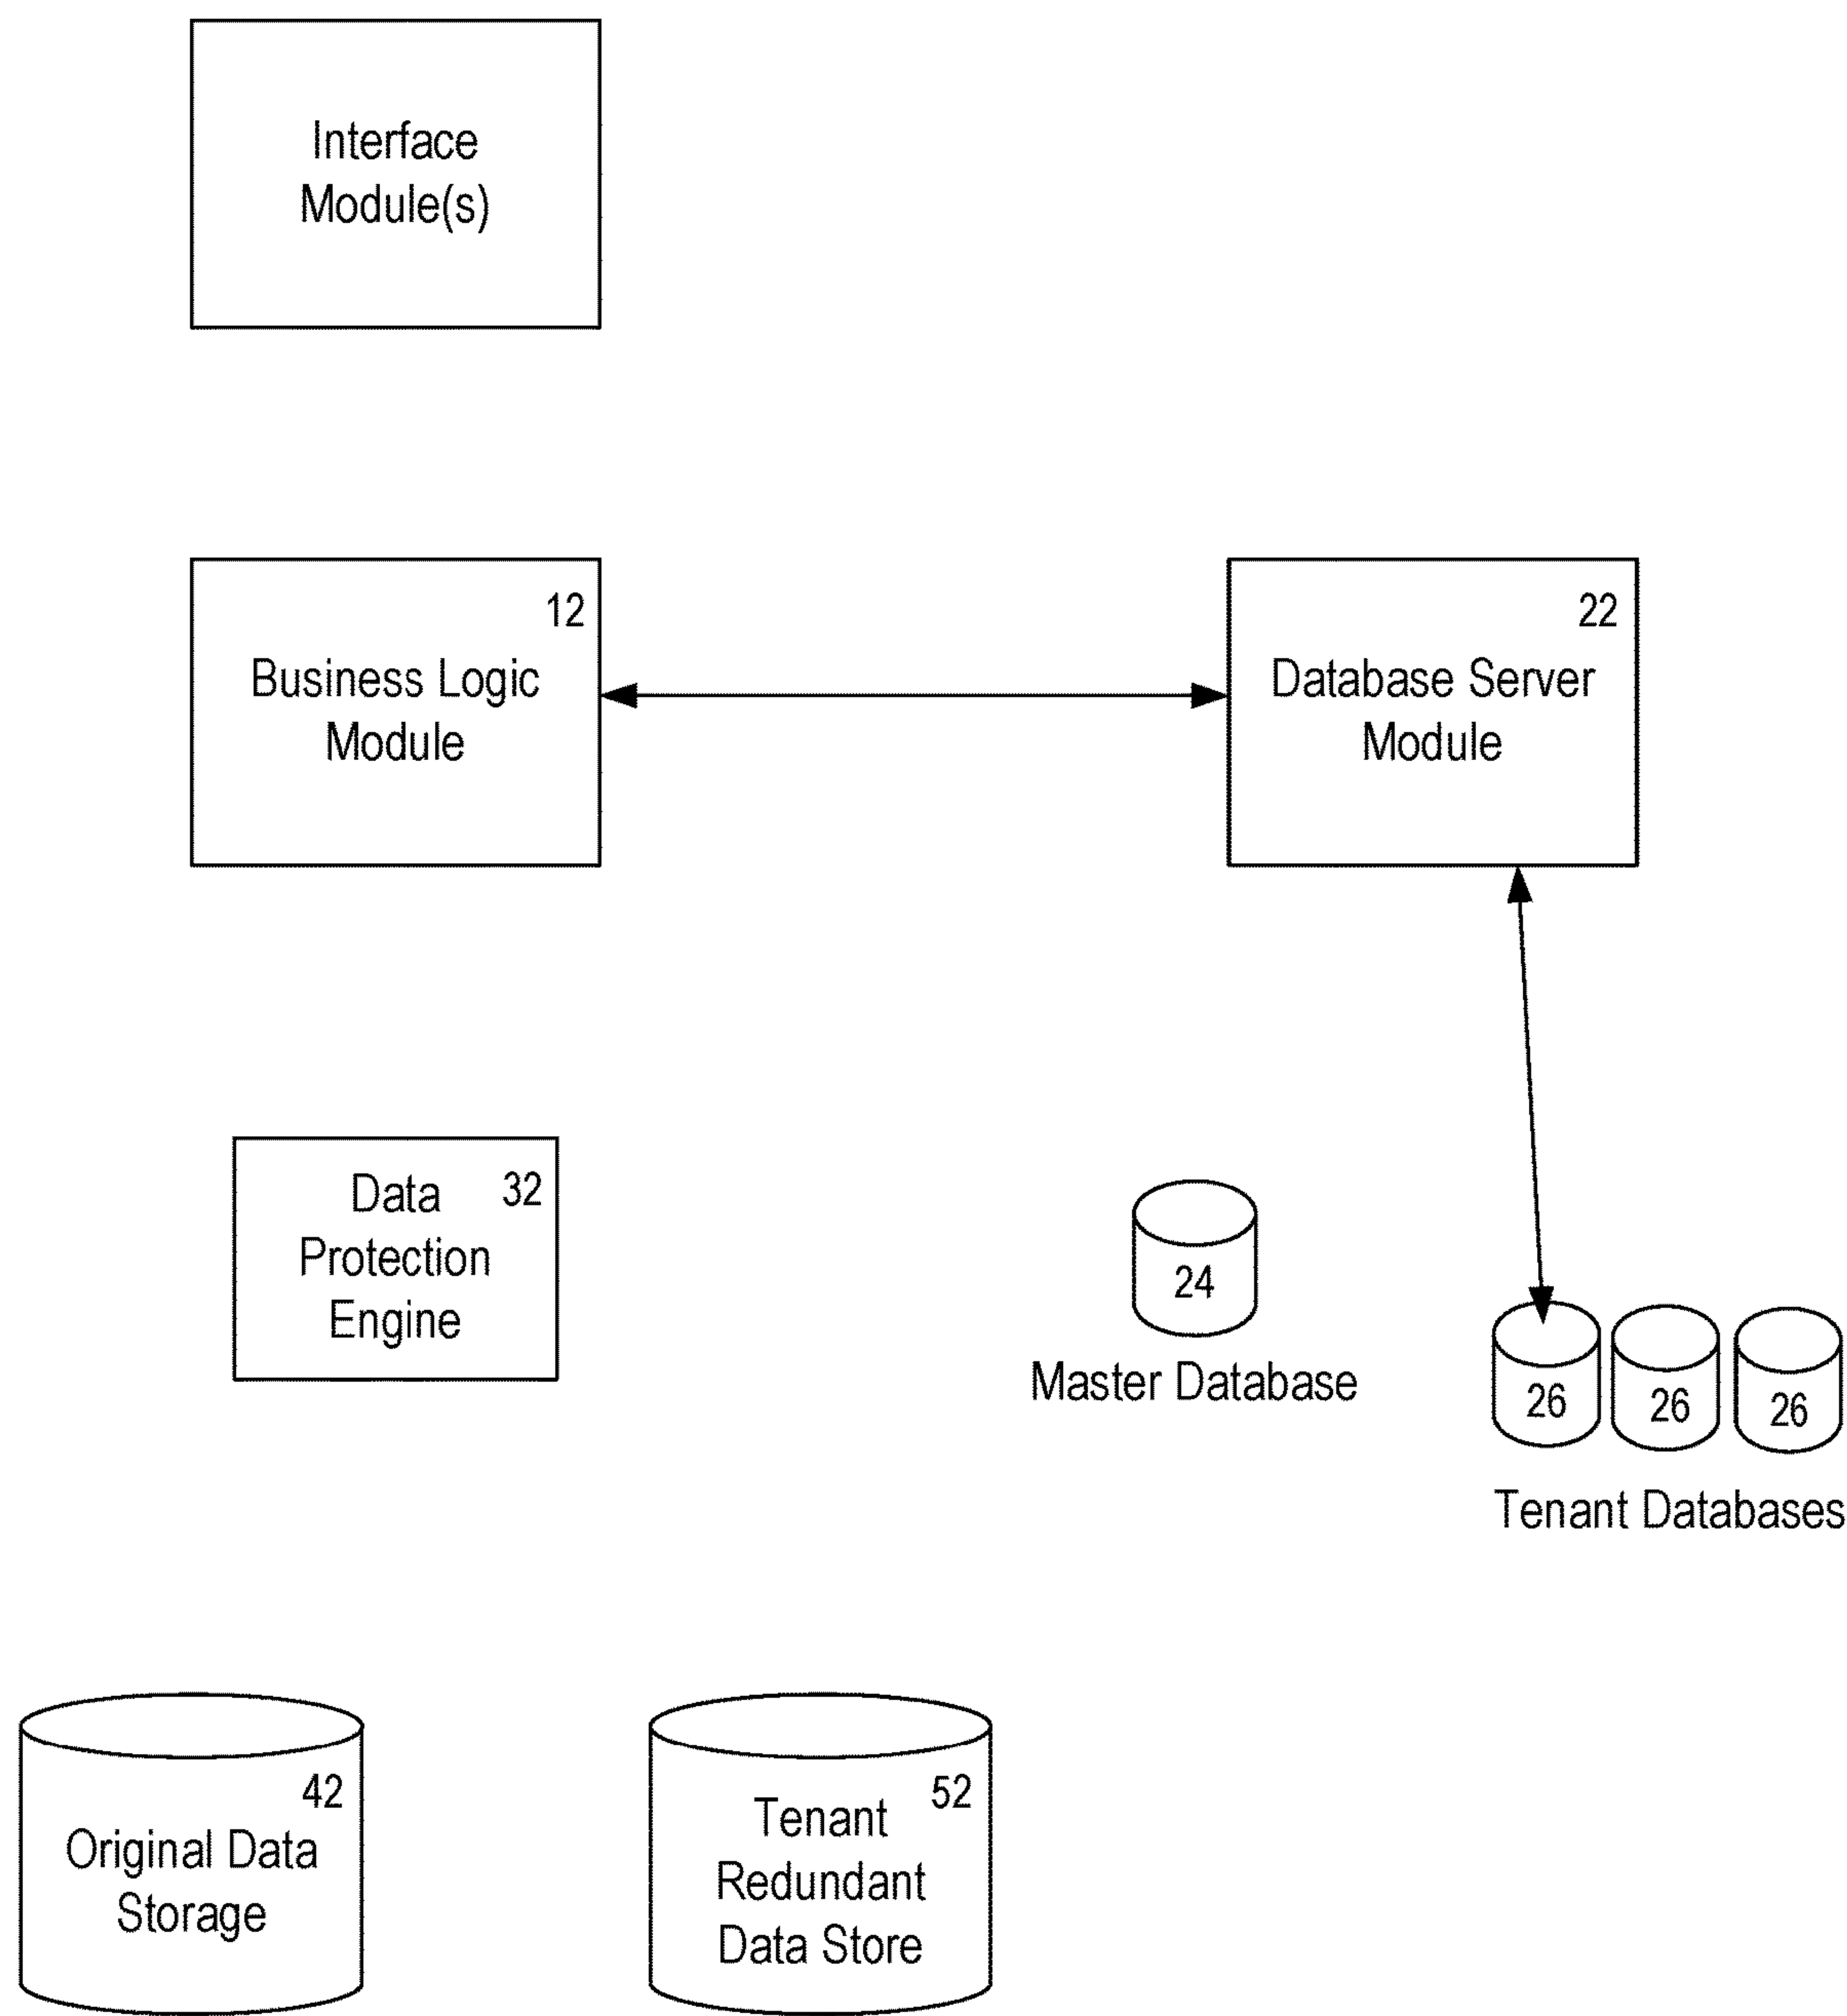 Interface
Module(s)
12
Business Logic
Module
22
Database Server
Module
32
Data
Protection
Engine
24
Master Database
26
26
26
Tenant Databases
42
Original Data
Storage
52
Tenant
Redundant
Data Store